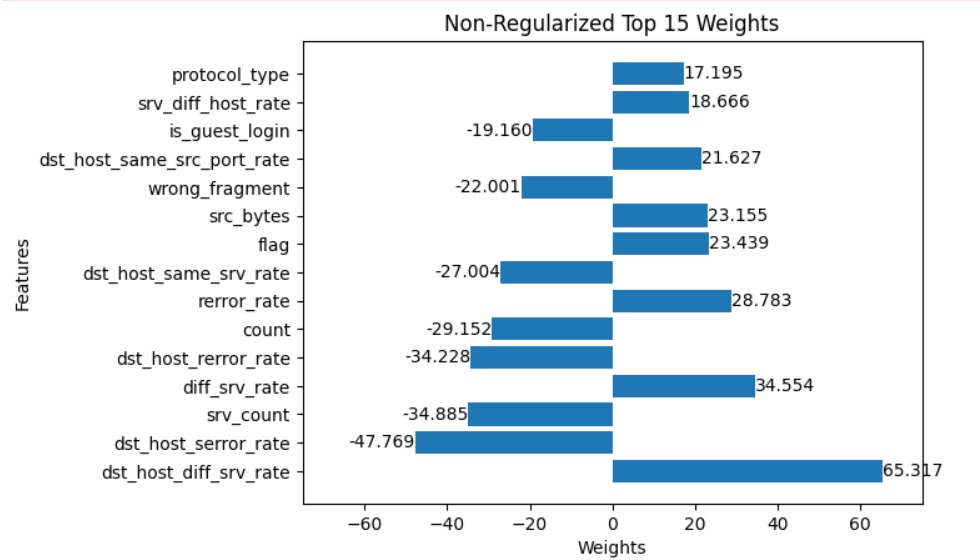 Non-Regularized Top 15 Weights
protocol_type 17.195
srv_diff_host_rate 18.666
is_guest_login -19.160
dst_host_same_src_port_rate 21.627
wrong_fragment -22.001
src_bytes 23.155
flag 23.439
dst_host_same_srv_rate -27.004
rerror_rate 28.783
count -29.152
dst_host_rerror_rate -34.228
diff_srv_rate 34.554
srv_count -34.885
dst_host_serror_rate -47.769
dst_host_diff_srv_rate 65.317
Features
−60 −40 −20 0 20 40 60
Weights